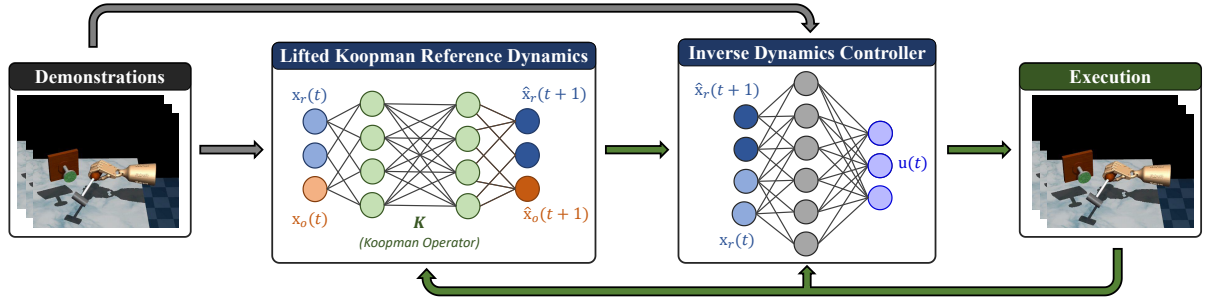 Demonstrations
Lifted Koopman Reference Dynamics
x_r(t)
x_o(t)
x̂_r(t+1)
x̂_o(t+1)
K
(Koopman Operator)
Inverse Dynamics Controller
x̂_r(t+1)
x_r(t)
u(t)
Execution